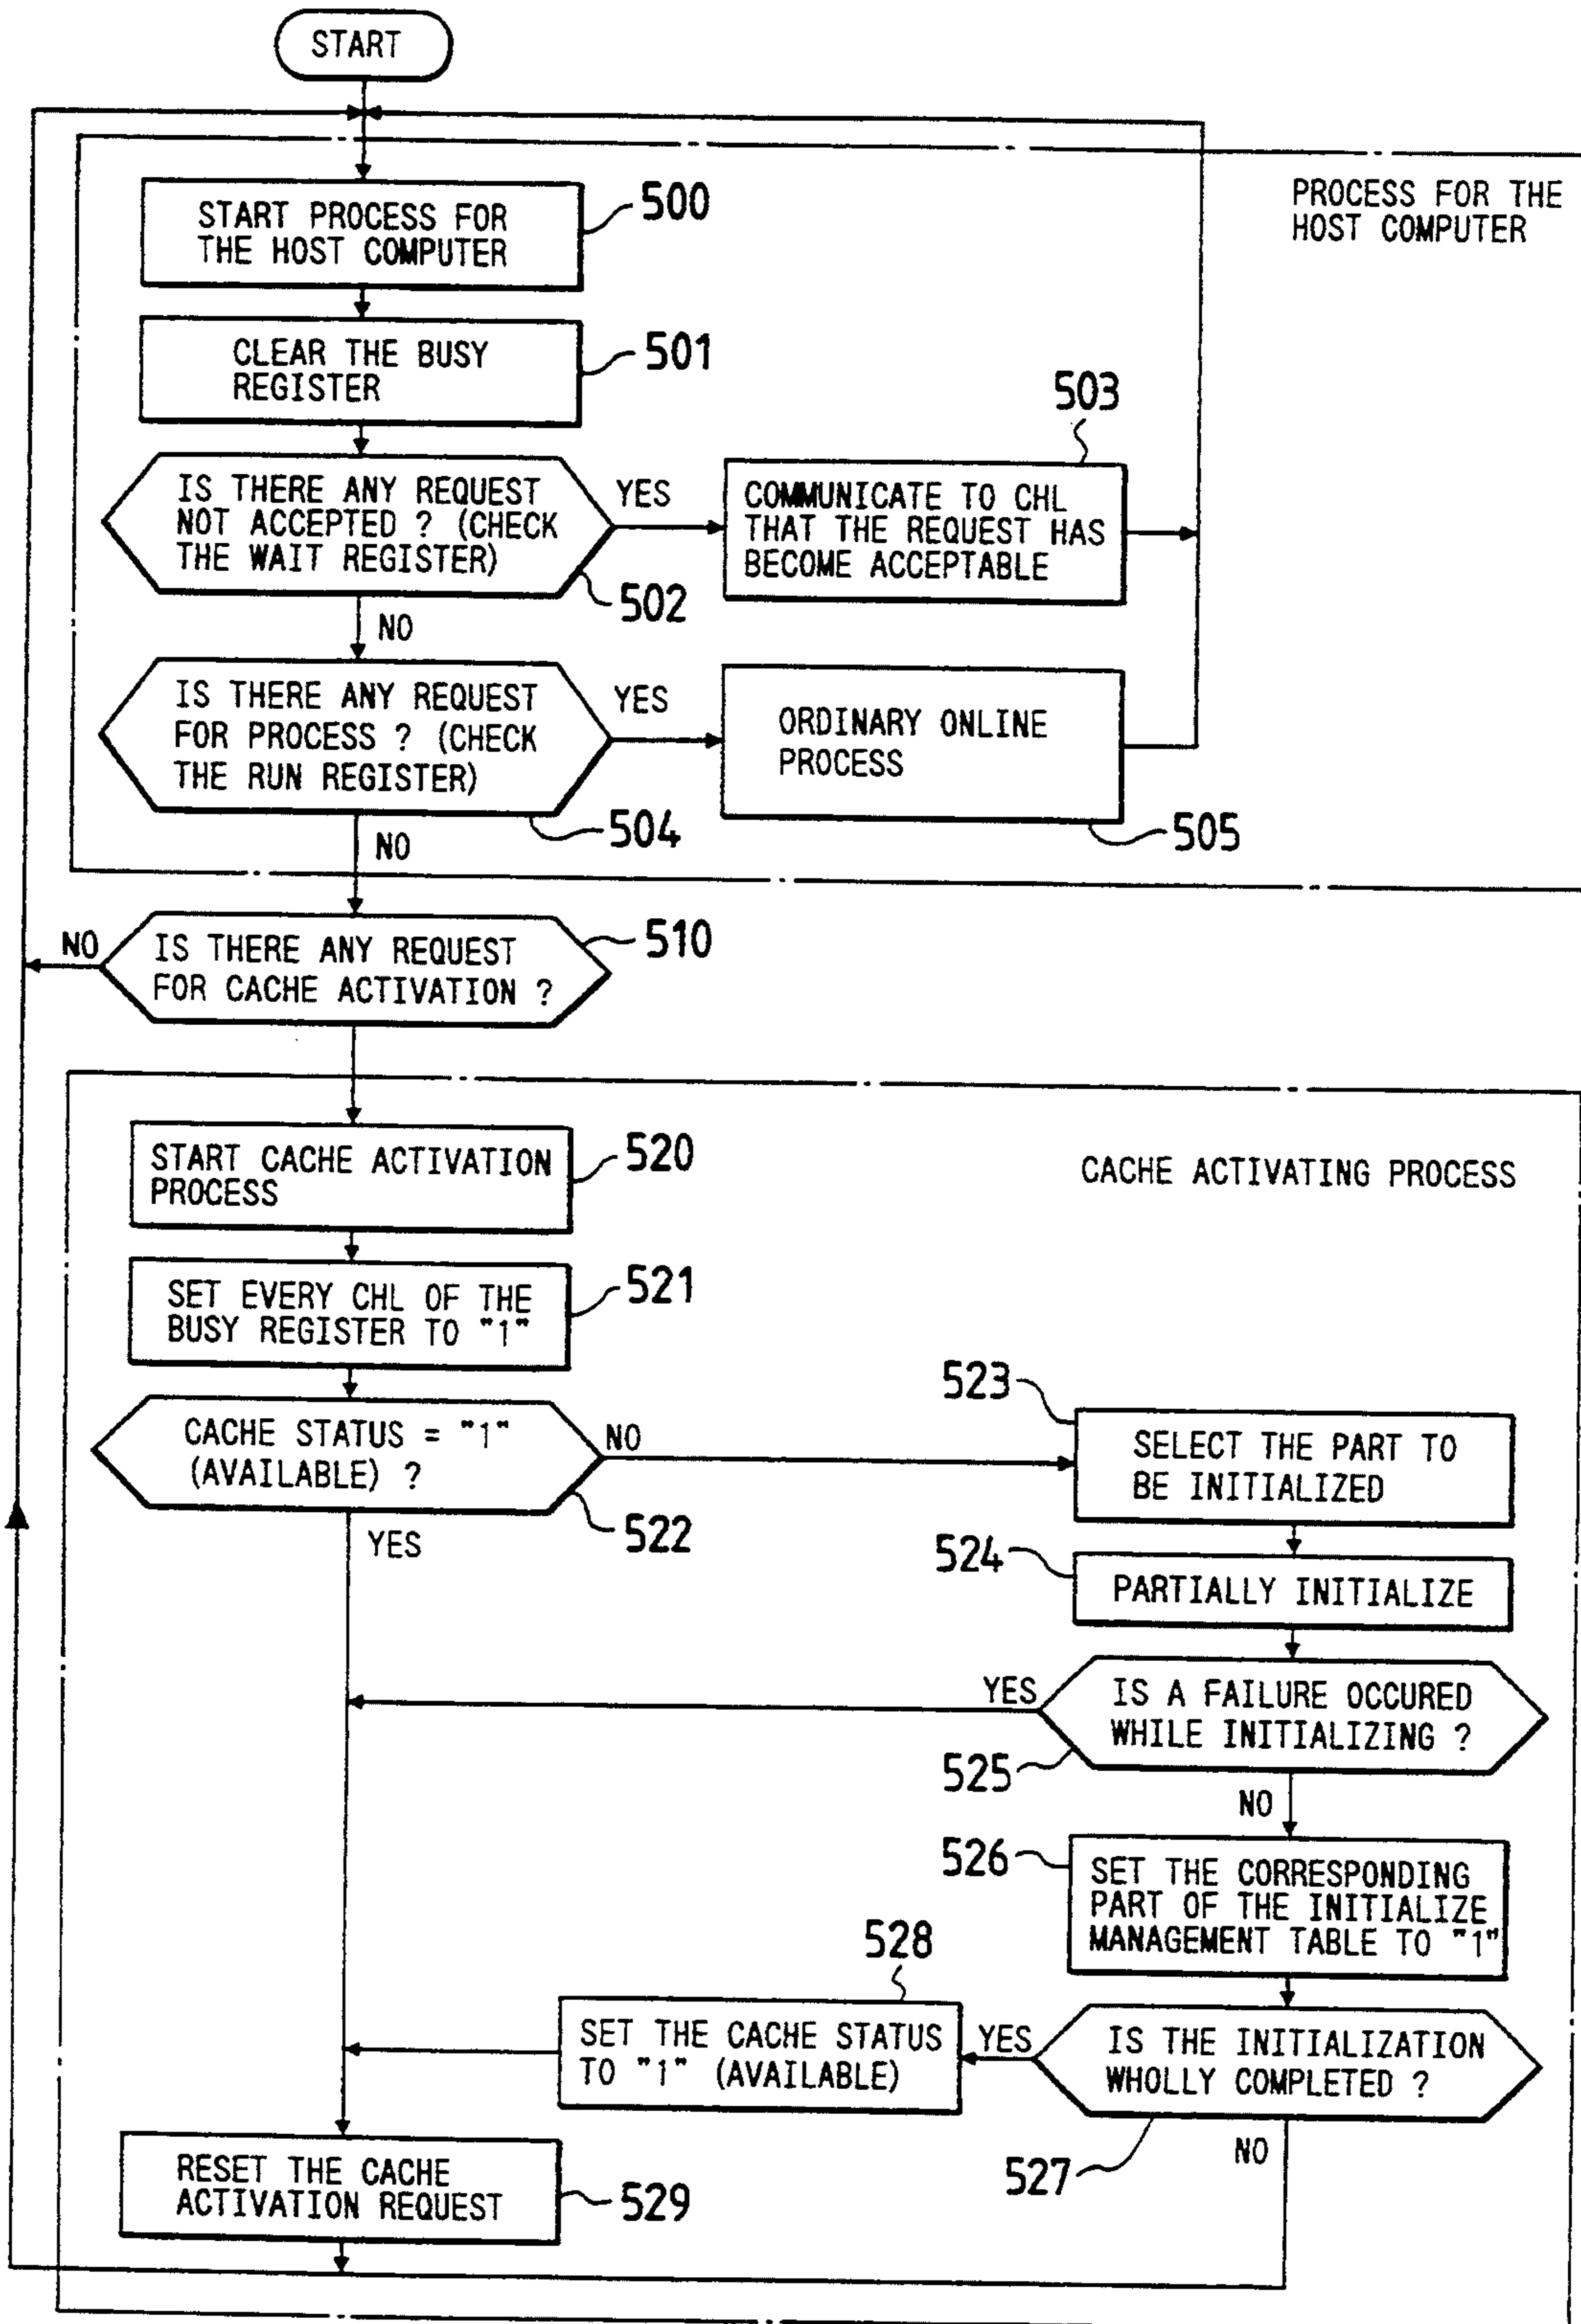 START
PROCESS FOR THE
HOST COMPUTER
START PROCESS FOR
THE HOST COMPUTER
500
CLEAR THE BUSY
REGISTER
501
IS THERE ANY REQUEST
NOT ACCEPTED ? (CHECK
THE WAIT REGISTER)
502
YES
503
COMMUNICATE TO CHL
THAT THE REQUEST HAS
BECOME ACCEPTABLE
NO
IS THERE ANY REQUEST
FOR PROCESS ? (CHECK
THE RUN REGISTER)
504
YES
ORDINARY ONLINE
PROCESS
505
NO
NO
IS THERE ANY REQUEST
FOR CACHE ACTIVATION ?
510
CACHE ACTIVATING PROCESS
START CACHE ACTIVATION
PROCESS
520
SET EVERY CHL OF THE
BUSY REGISTER TO "1"
521
CACHE STATUS = "1"
(AVAILABLE) ?
522
NO
YES
523
SELECT THE PART TO
BE INITIALIZED
524
PARTIALLY INITIALIZE
YES
IS A FAILURE OCCURED
WHILE INITIALIZING ?
525
NO
526
SET THE CORRESPONDING
PART OF THE INITIALIZE
MANAGEMENT TABLE TO "1"
528
SET THE CACHE STATUS
TO "1" (AVAILABLE)
YES
IS THE INITIALIZATION
WHOLLY COMPLETED ?
527
NO
RESET THE CACHE
ACTIVATION REQUEST
529